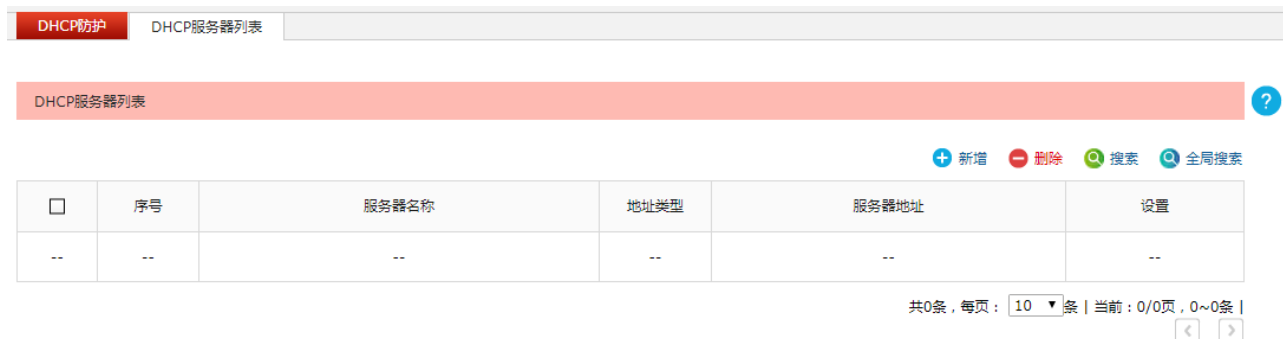 DHCP防护 DHCP服务器列表
DHCP服务器列表
?
新增 删除 搜索 全局搜索
序号 服务器名称 地址类型 服务器地址 设置
-- -- -- -- -- --
共0条，每页： 10 条 | 当前：0/0页，0~0条 |
< >